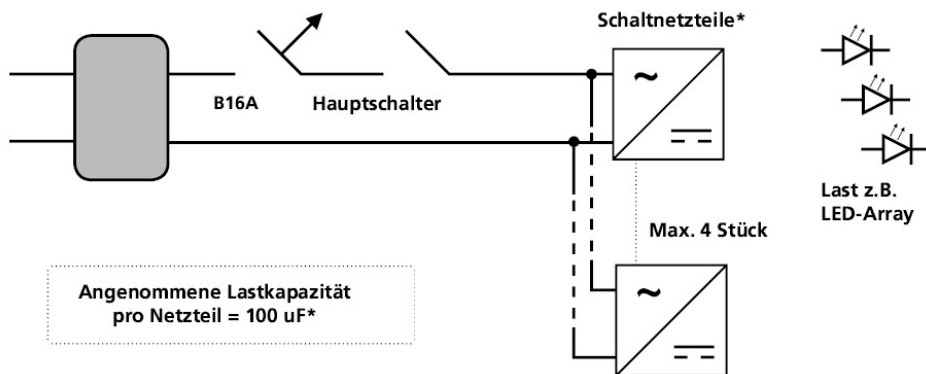 Schaltnetzteile*
B16A
Hauptschalter
Last z.B.
LED-Array
Max. 4 Stück
Angenommene Lastkapazität
pro Netzteil = 100 uF*